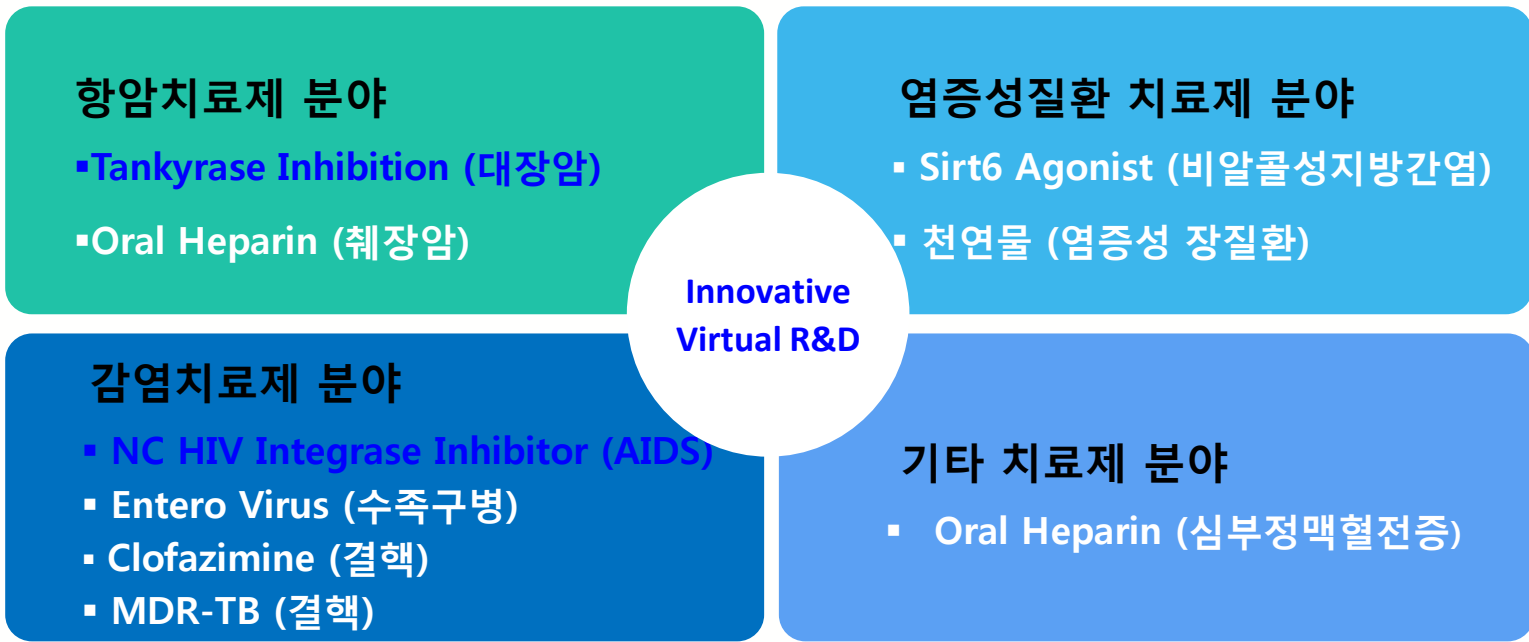 항암치료제 분야
▪Tankyrase Inhibition (대장암)
▪Oral Heparin (췌장암)
염증성질환 치료제 분야
▪ Sirt6 Agonist (비알콜성지방간염)
▪ 천연물 (염증성 장질환)
Innovative
Virtual R&D
감염치료제 분야
▪ NC HIV Integrase Inhibitor (AIDS)
▪ Entero Virus (수족구병)
▪ Clofazimine (결핵)
▪ MDR-TB (결핵)
기타 치료제 분야
▪ Oral Heparin (심부정맥혈전증)